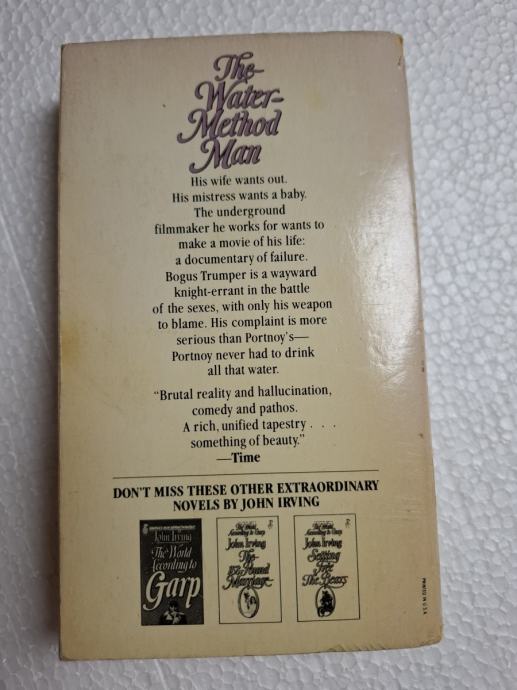 The
Water-
Method
Man
His wife wants out.
His mistress wants a baby.
The underground
filmmaker he works for wants to
make a movie of his life:
a documentary of failure.
Bogus Trumper is a wayward
knight-errant in the battle
of the sexes, with only his weapon
to blame. His complaint is more
serious than Portnoy's—
Portnoy never had to drink
all that water.
"Brutal reality and hallucination,
comedy and pathos.
A rich, unified tapestry . . .
something of beauty."
—Time
DON'T MISS THESE OTHER EXTRAORDINARY
NOVELS BY JOHN IRVING
John Irving
The World
According to
Garp
John Irving
The
Marriage
John Irving
Setting
Free
The Bears
PRINTED IN U.S.A.